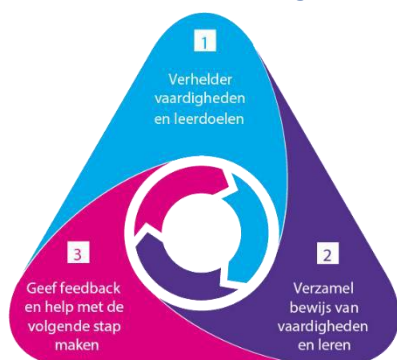 1
Verhelder
vaardigheden
en leerdoelen
2
Verzamel
bewijs van
vaardigheden
en leren
3
Geef feedback
en help met de
volgende stap
maken